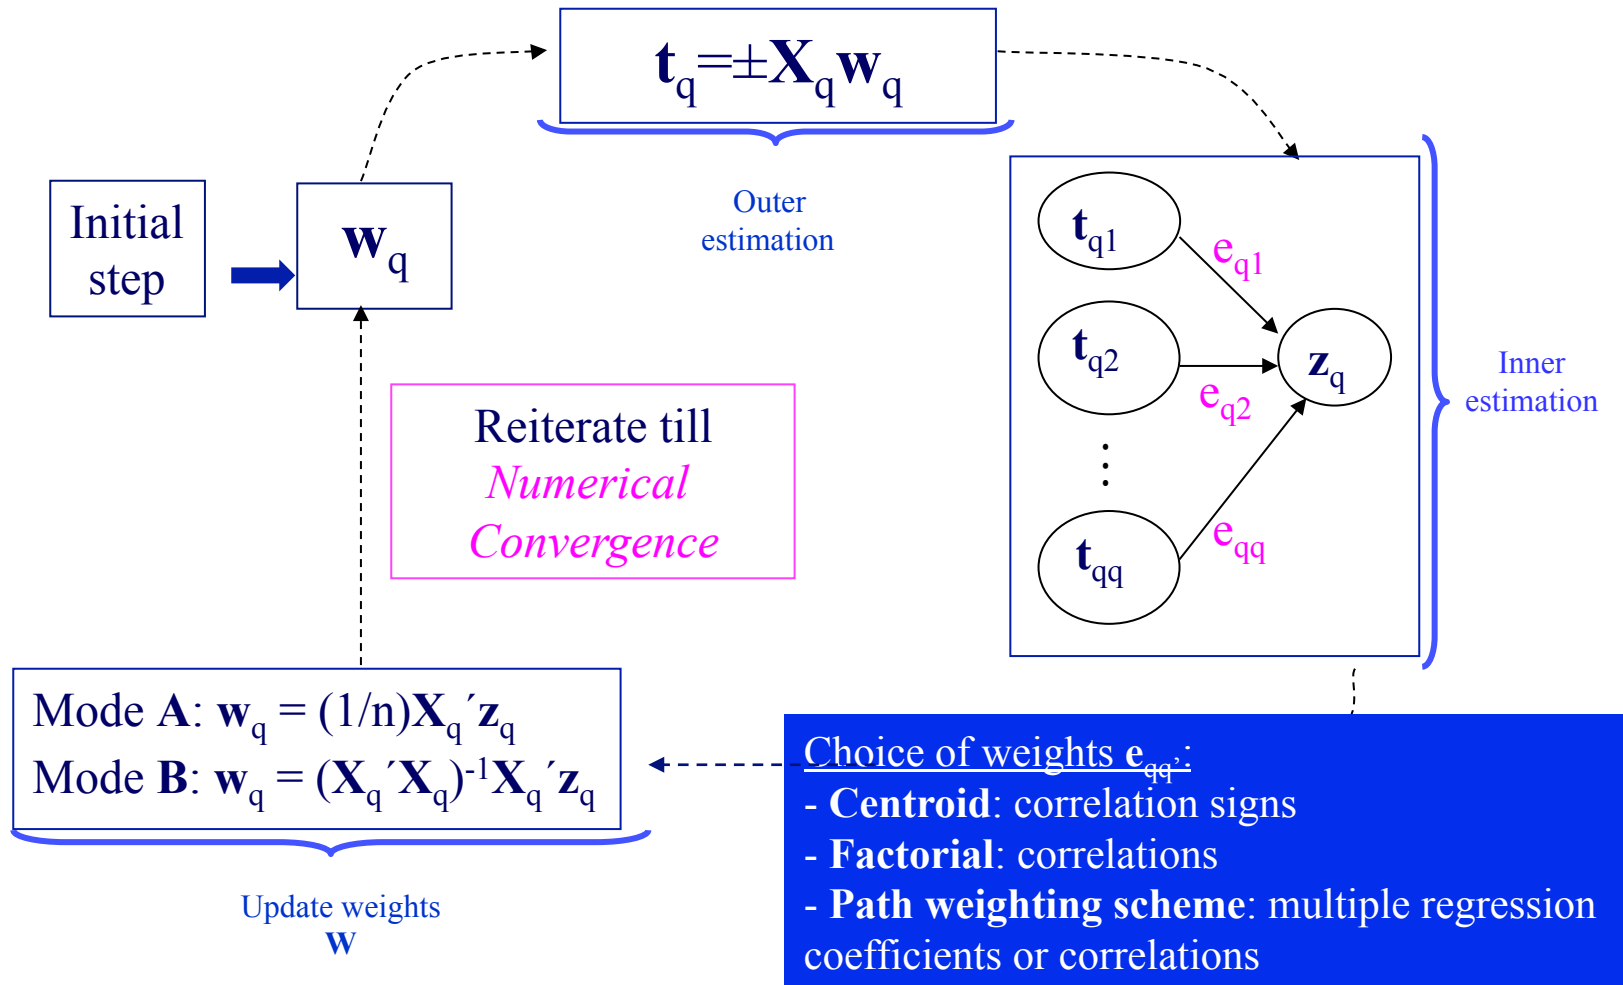 t_q=±X_qw_q
Outer
estimation
Initial
step
w_q
t_q1
e_q1
t_q2
e_q2
z_q
⋮
t_qq
e_qq
Inner
estimation
Reiterate till
Numerical
Convergence
Mode A: w_q = (1/n)X_q´z_q
Mode B: w_q = (X_q´X_q)^-1X_q´z_q
Update weights
w
Choice of weights e_qq’:
- Centroid: correlation signs
- Factorial: correlations
- Path weighting scheme: multiple regression
coefficients or correlations